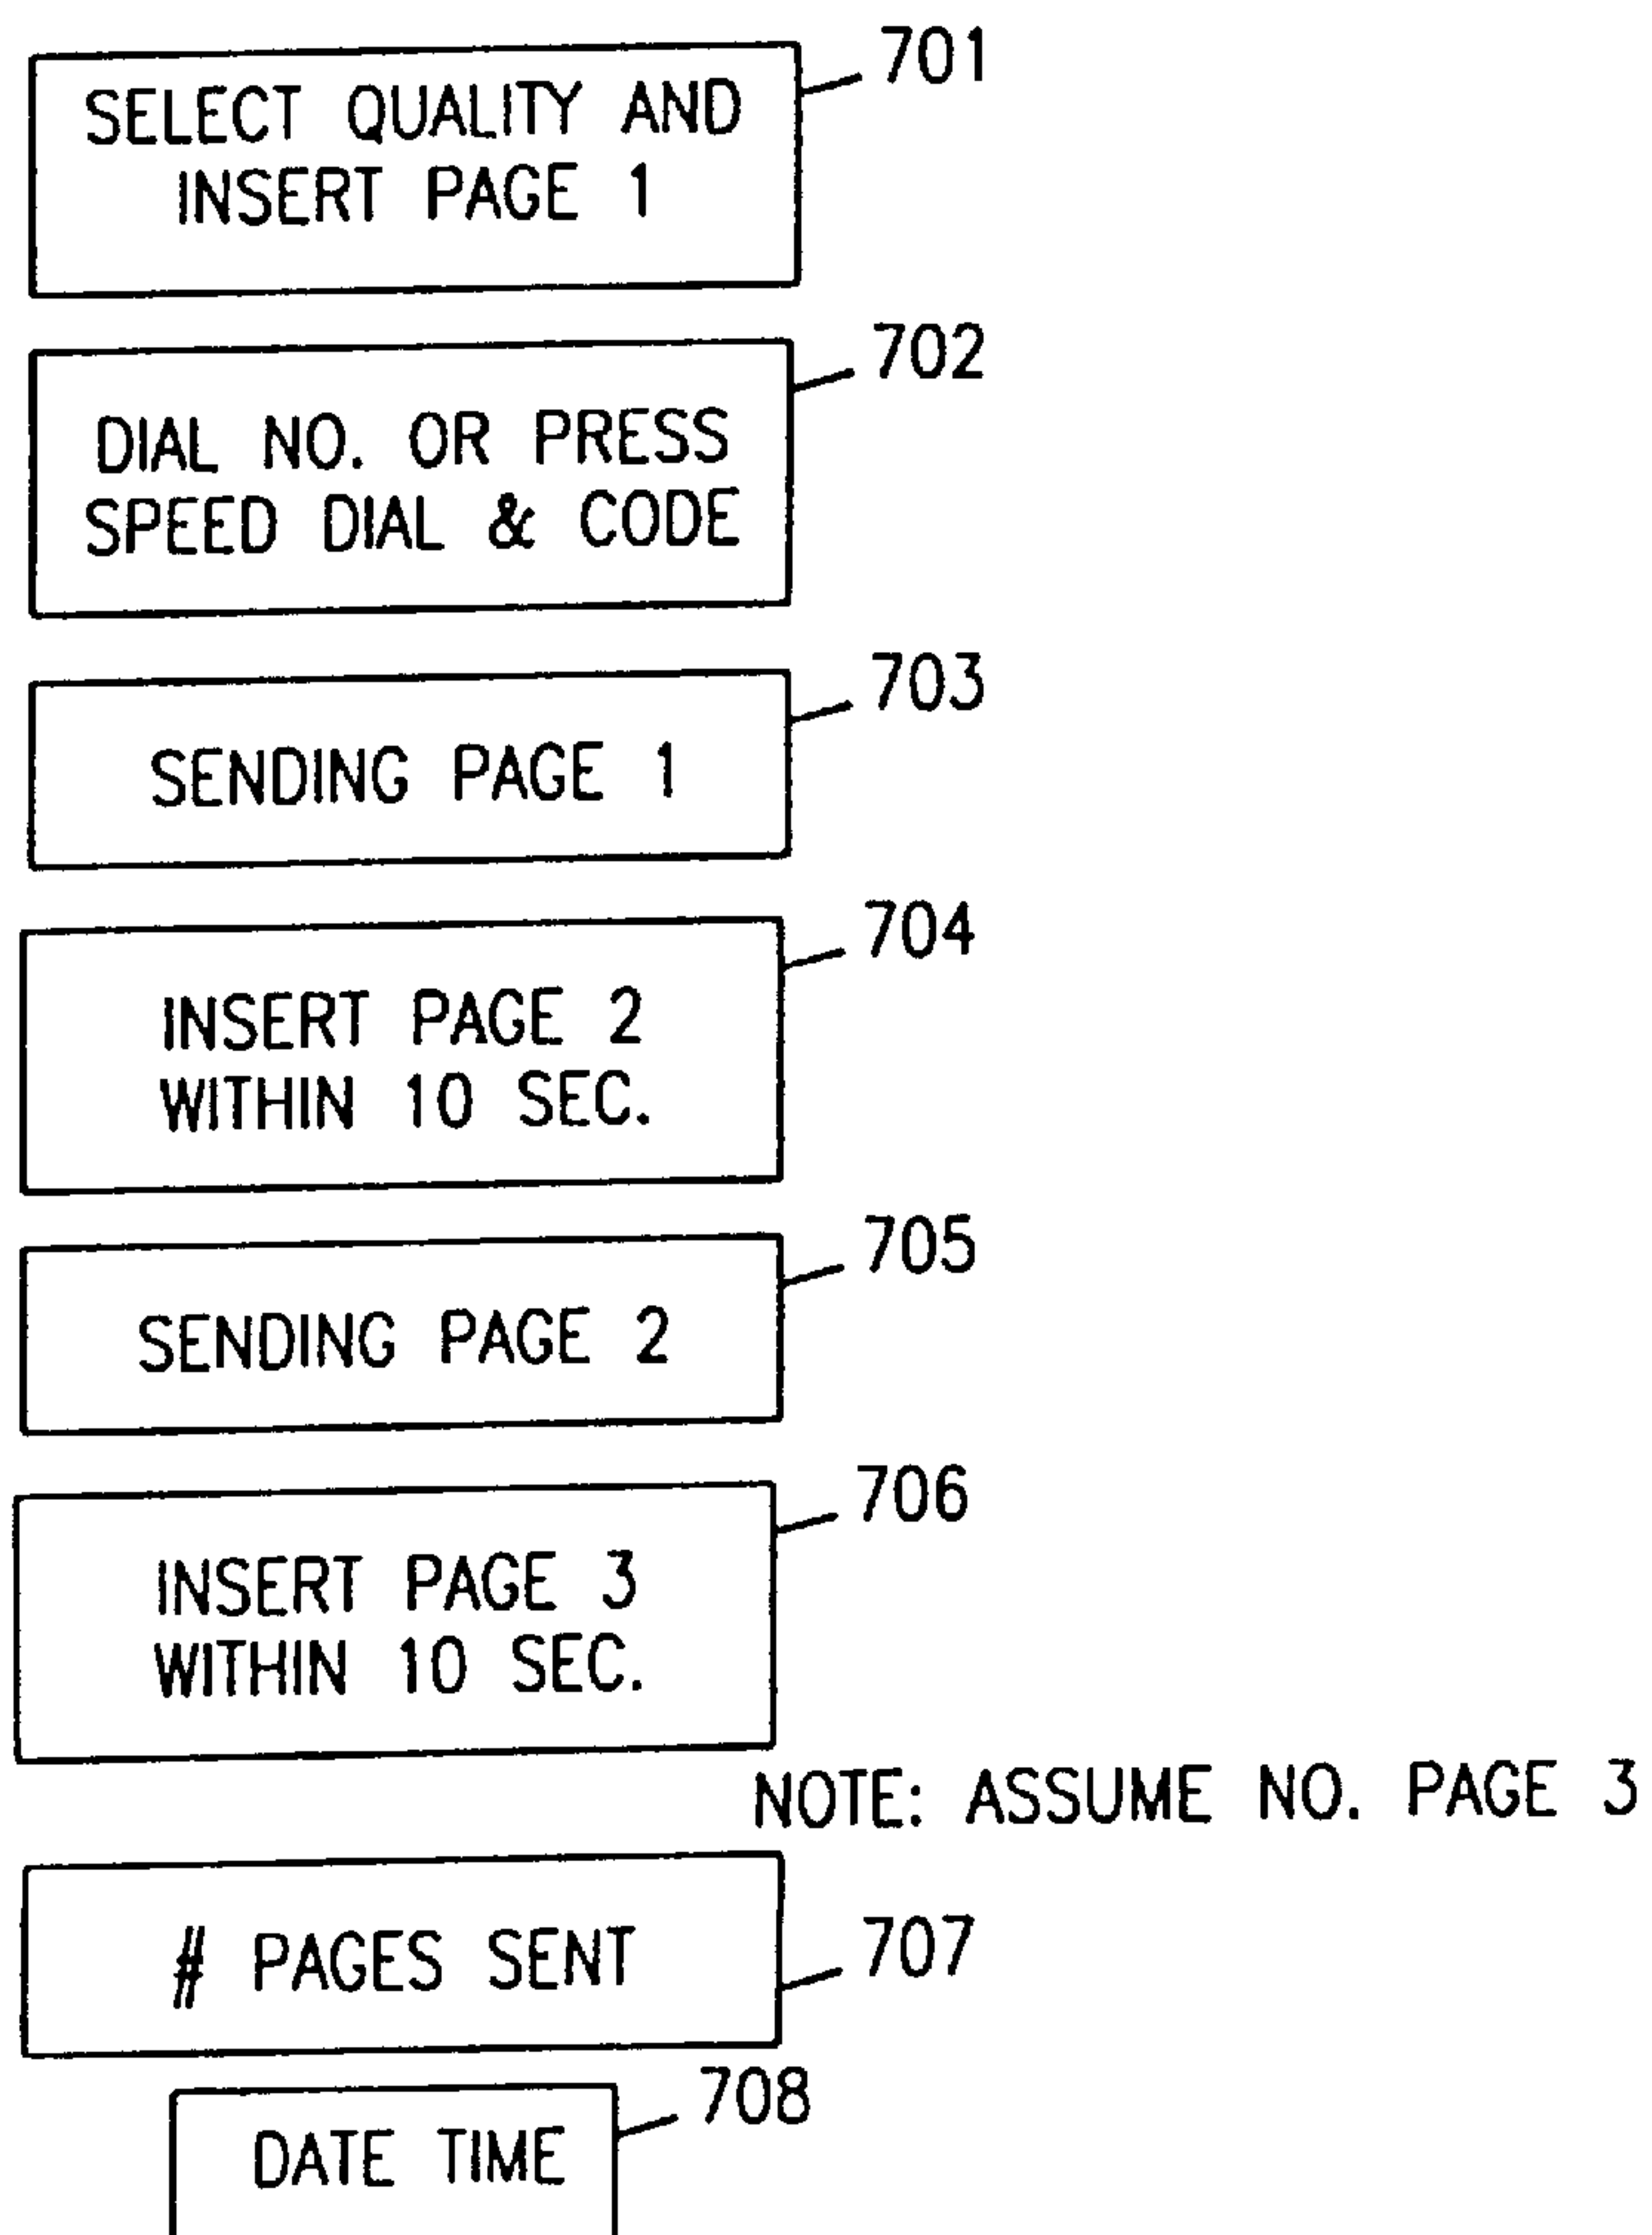 701
SELECT QUALITY AND
INSERT PAGE 1
702
DIAL NO. OR PRESS
SPEED DIAL & CODE
703
SENDING PAGE 1
704
INSERT PAGE 2
WITHIN 10 SEC.
705
SENDING PAGE 2
706
INSERT PAGE 3
WITHIN 10 SEC.
NOTE: ASSUME NO. PAGE 3
# PAGES SENT
707
708
DATE TIME